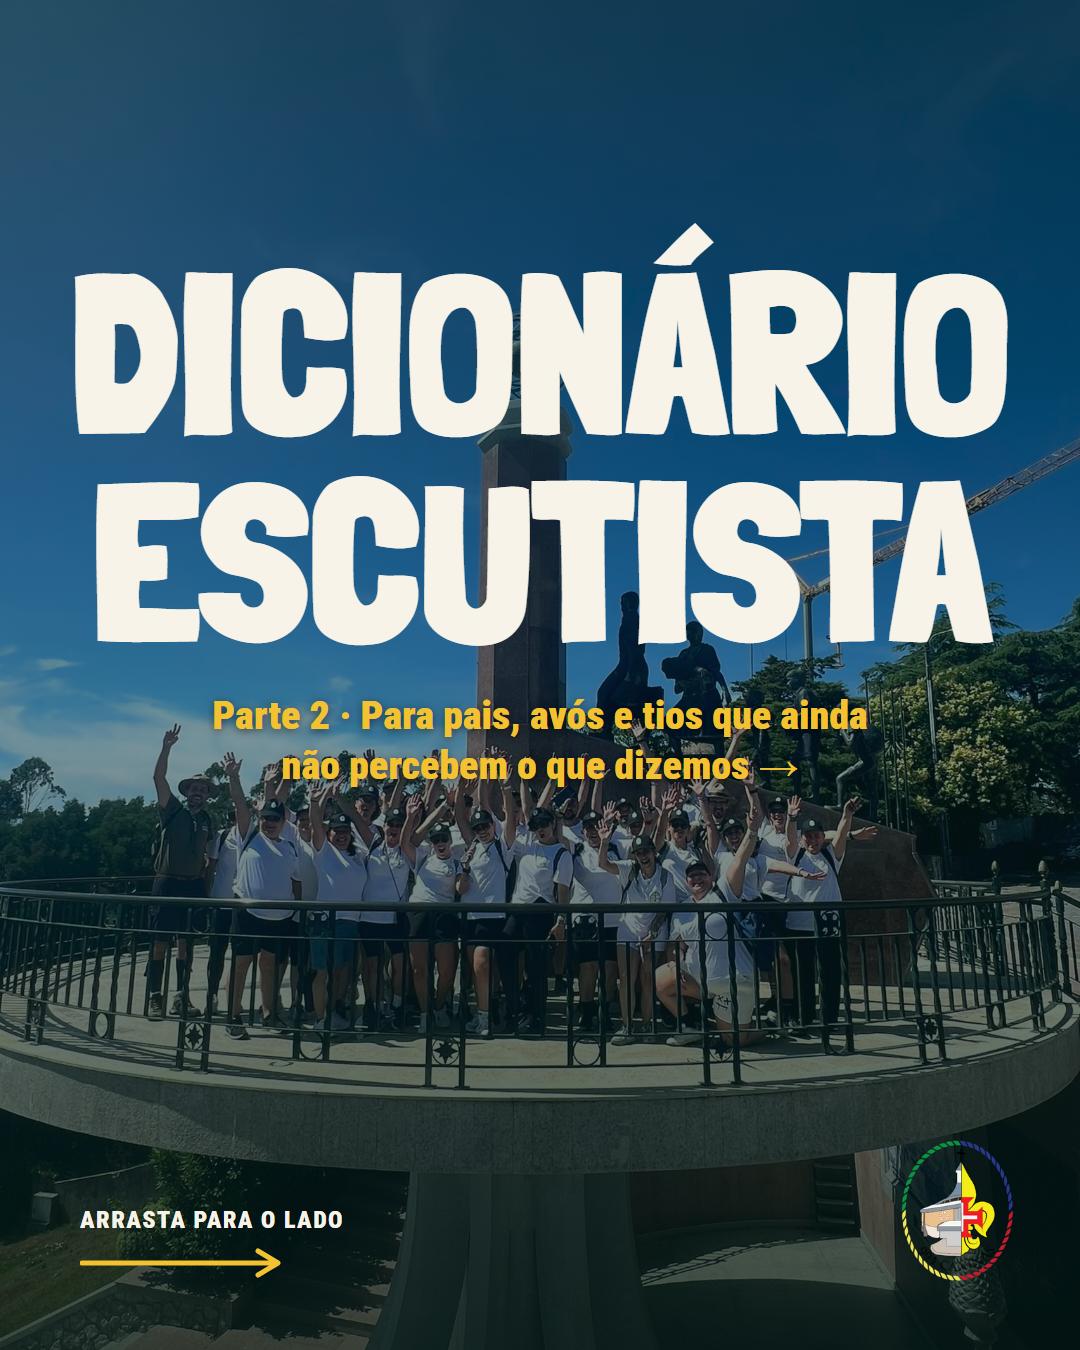 DICIONÁRIO
ESCUTISTA
Parte 2 · Para pais, avós e tios que ainda
não percebem o que dizemos →
ARRASTA PARA O LADO